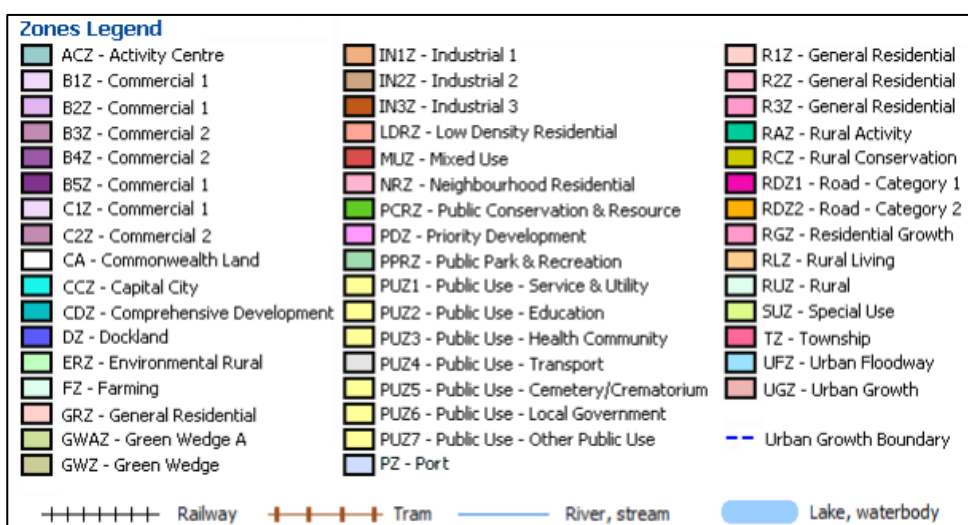 Zones Legend
ACZ - Activity Centre
B1Z - Commercial 1
B2Z - Commercial 1
B3Z - Commercial 2
B4Z - Commercial 2
B5Z - Commercial 1
C1Z - Commercial 1
C2Z - Commercial 2
CA - Commonwealth Land
CCZ - Capital City
CDZ - Comprehensive Development
DZ - Dockland
ERZ - Environmental Rural
FZ - Farming
GRZ - General Residential
GWAZ - Green Wedge A
GWZ - Green Wedge
IN1Z - Industrial 1
IN2Z - Industrial 2
IN3Z - Industrial 3
LDRZ - Low Density Residential
MUZ - Mixed Use
NRZ - Neighbourhood Residential
PCRZ - Public Conservation & Resource
PDZ - Priority Development
PPRZ - Public Park & Recreation
PUZ1 - Public Use - Service & Utility
PUZ2 - Public Use - Education
PUZ3 - Public Use - Health Community
PUZ4 - Public Use - Transport
PUZ5 - Public Use - Cemetery/Crematorium
PUZ6 - Public Use - Local Government
PUZ7 - Public Use - Other Public Use
PZ - Port
R1Z - General Residential
R2Z - General Residential
R3Z - General Residential
RAZ - Rural Activity
RCZ - Rural Conservation
RDZ1 - Road - Category 1
RDZ2 - Road - Category 2
RGZ - Residential Growth
RLZ - Rural Living
RUZ - Rural
SUZ - Special Use
TZ - Township
UFZ - Urban Floodway
UGZ - Urban Growth
Urban Growth Boundary
Railway
Tram
River, stream
Lake, waterbody